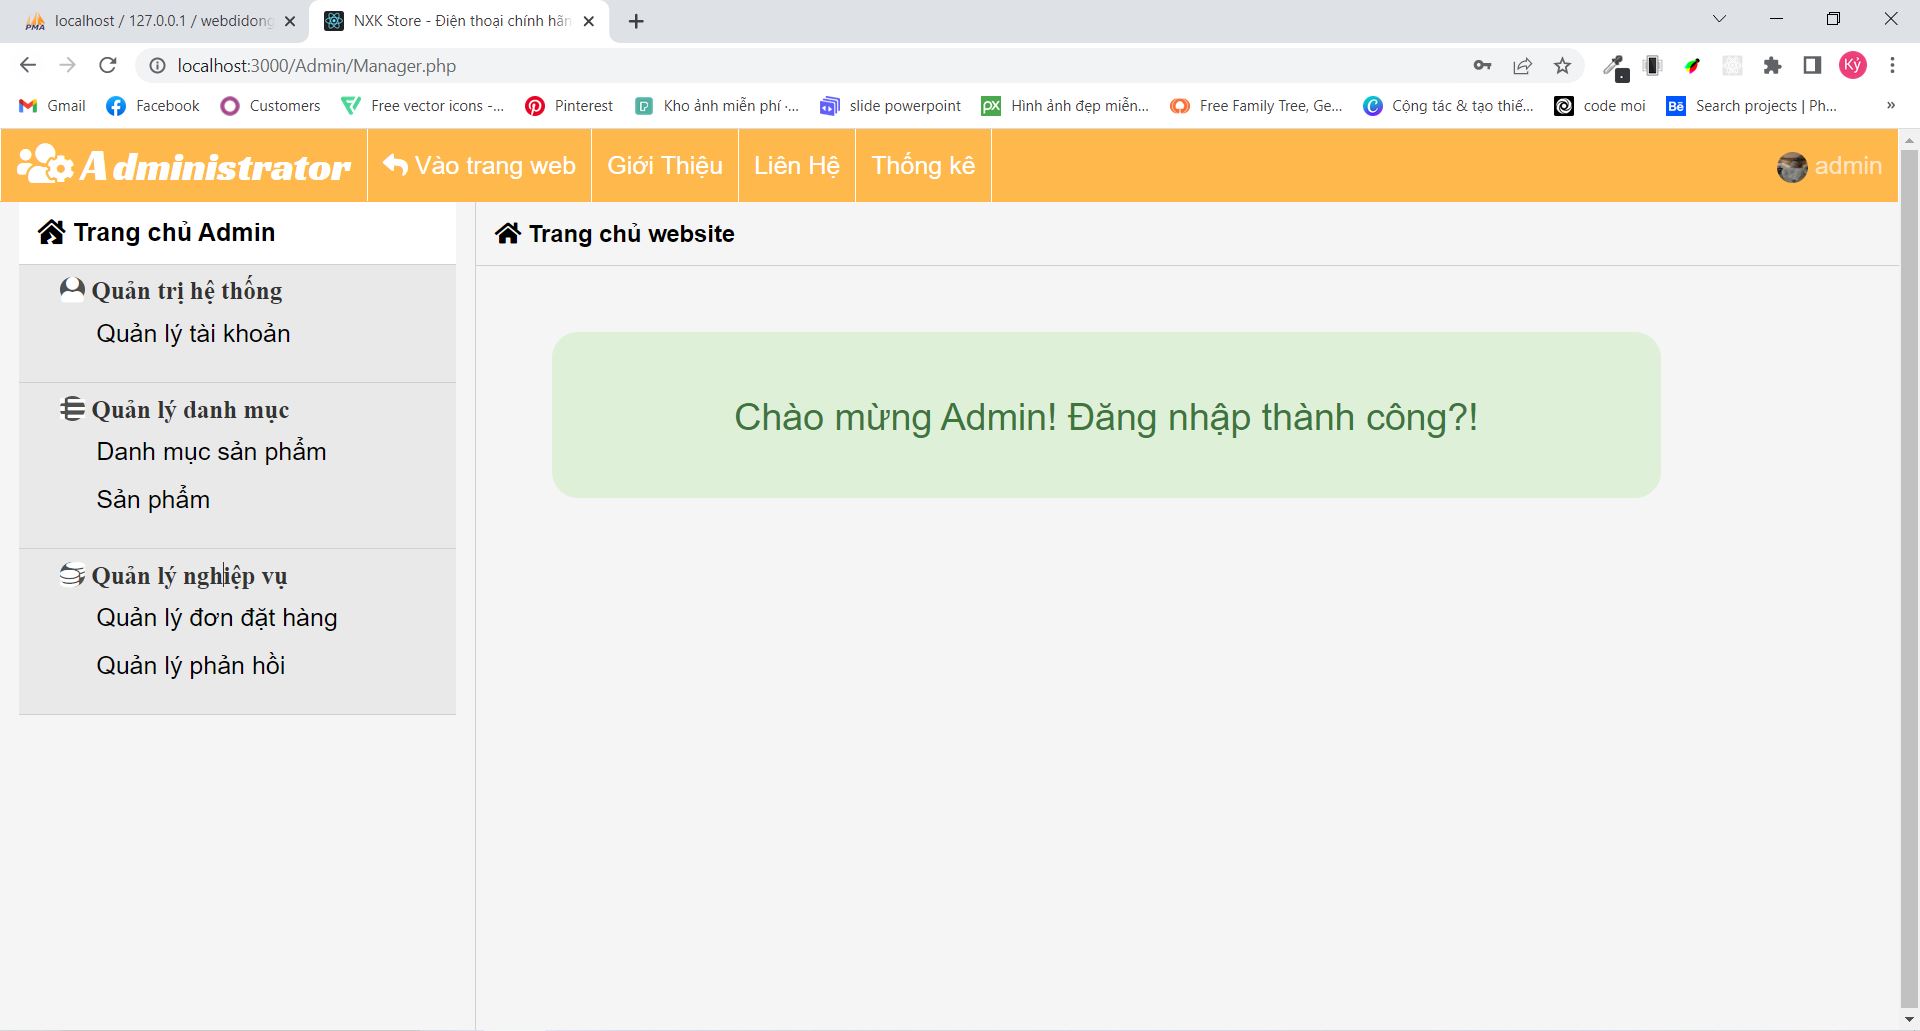 localhost / 127.0.0.1 / webdidong
NXK Store - Điện thoại chính hãn
localhost:3000/Admin/Manager.php
Kỷ
Gmail
Facebook
Customers
Free vector icons -...
Pinterest
Kho ảnh miễn phí ·...
slide powerpoint
Hình ảnh đẹp miễn...
Free Family Tree, Ge...
Cộng tác & tạo thiế...
code moi
Search projects | Ph...
»
Administrator
Vào trang web
Giới Thiệu
Liên Hệ
Thống kê
admin
Trang chủ Admin
Quản trị hệ thống
Quản lý tài khoản
Quản lý danh mục
Danh mục sản phẩm
Sản phẩm
Quản lý nghiệp vụ
Quản lý đơn đặt hàng
Quản lý phản hồi
Trang chủ website
Chào mừng Admin! Đăng nhập thành công?!